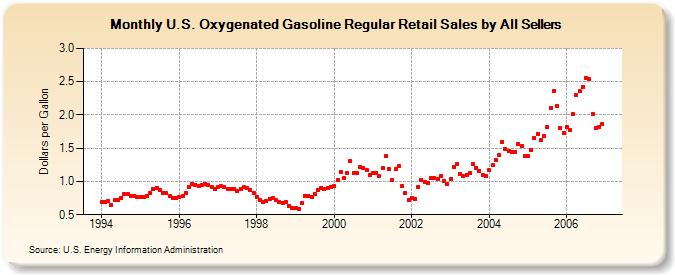 Monthly U.S. Oxygenated Gasoline Regular Retail Sales by All Sellers
Dollars per Gallon
3.0
2.5
2.0
1.5
1.0
0.5
1994 1996 1998 2000 2002 2004 2006
Source: U.S. Energy Information Administration